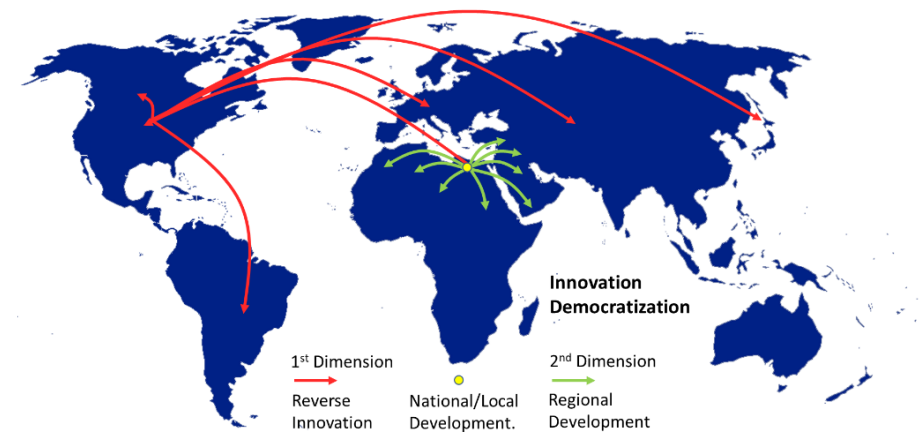 Innovation
Democratization
1st Dimension
Reverse
Innovation
National/Local
Development.
2nd Dimension
Regional
Development